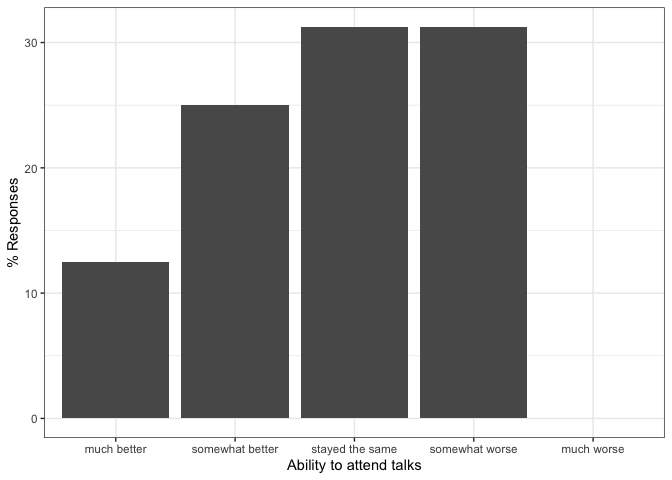 % Responses
30
20
10
0
much better
somewhat better
stayed the same
somewhat worse
much worse
Ability to attend talks